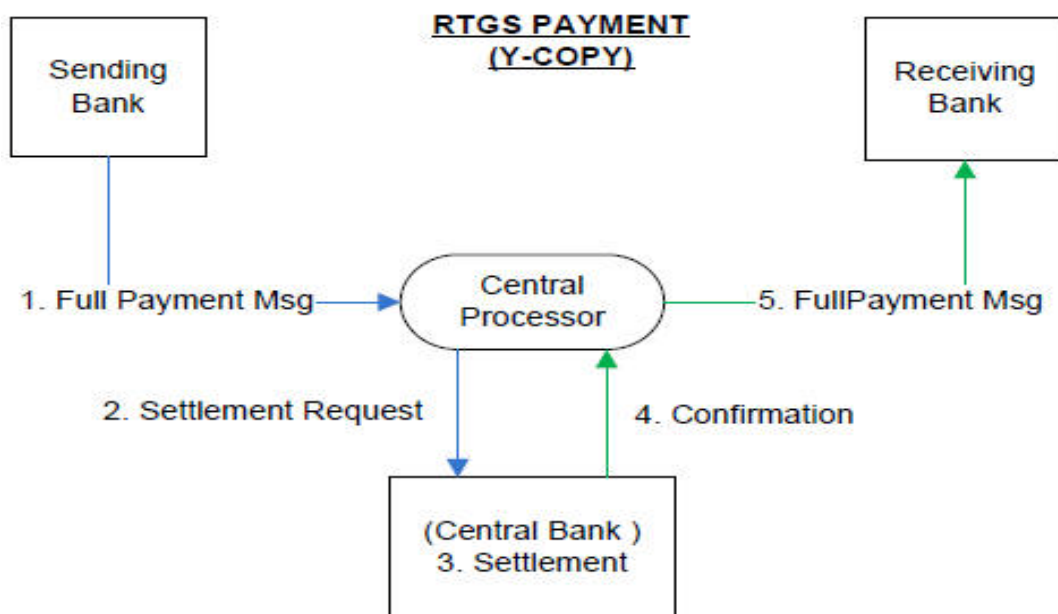 RTGS PAYMENT
(Y-COPY)
Sending
Bank
Receiving
Bank
1. Full Payment Msg
Central
Processor
5. FullPayment Msg
2. Settlement Request
4. Confirmation
(Central Bank )
3. Settlement